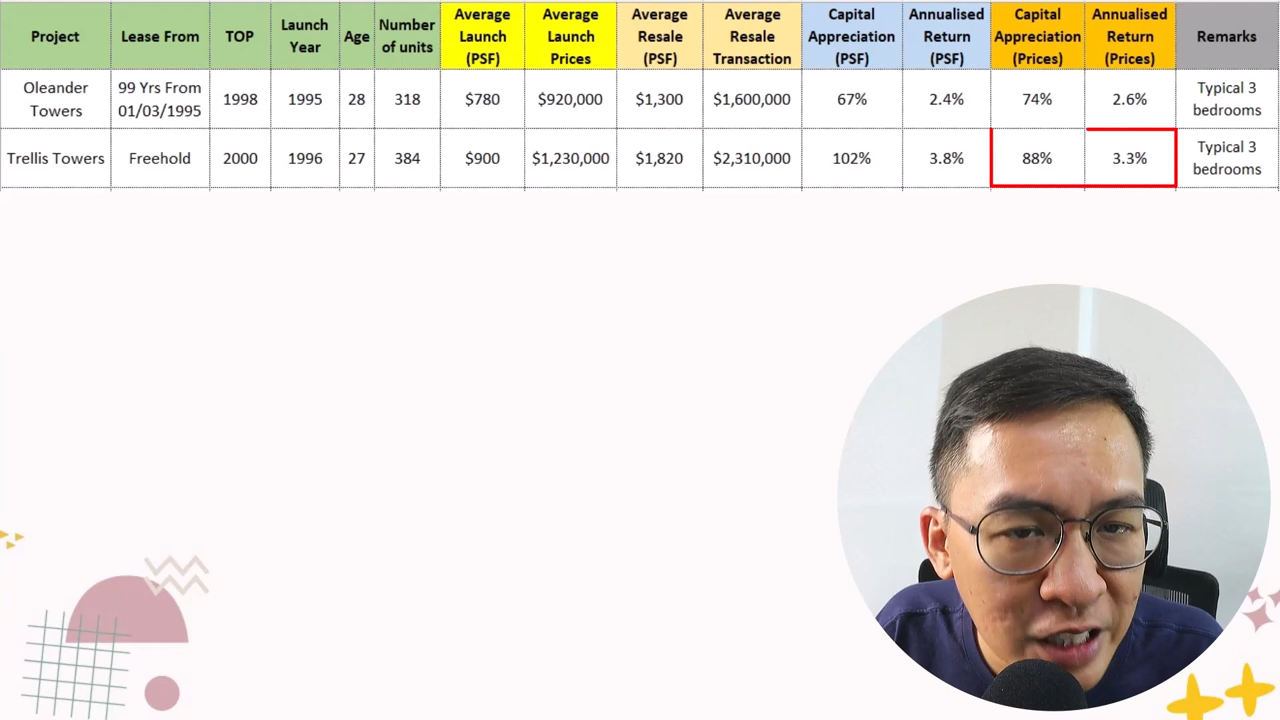 Project Lease From TOP Launch Year Age Number of units Average Launch (PSF) Average Launch Prices Average Resale (PSF) Average Resale Transaction Capital Appreciation (PSF) Annualised Return (PSF) Capital Appreciation (Prices) Annualised Return (Prices) Remarks
Oleander Towers 99 Yrs From 01/03/1995 1998 1995 28 318 $780 $920,000 $1,300 $1,600,000 67% 2.4% 74% 2.6% Typical 3 bedrooms
Trellis Towers Freehold 2000 1996 27 384 $900 $1,230,000 $1,820 $2,310,000 102% 3.8% 88% 3.3% Typical 3 bedrooms